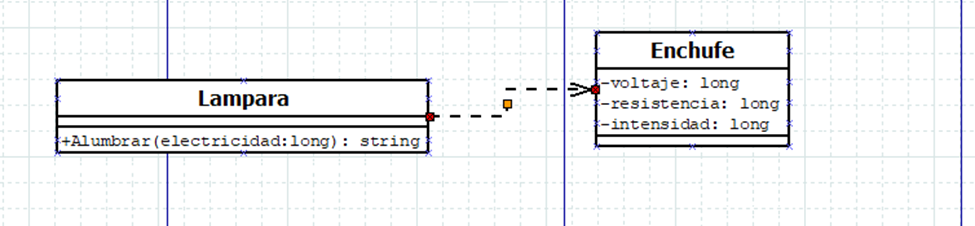 Lampara
+Alumbrar(electricidad:long): string
Enchufe
-voltaje: long
-resistencia: long
-intensidad: long